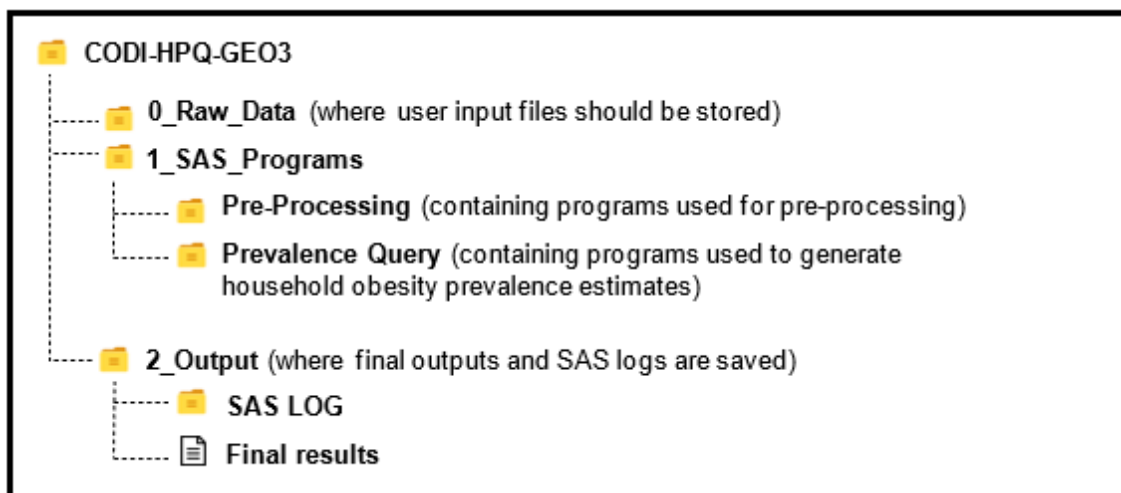 CODI-HPQ-GEO3
0_Raw_Data (where user input files should be stored)
1_SAS_Programs
Pre-Processing (containing programs used for pre-processing)
Prevalence Query (containing programs used to generate
household obesity prevalence estimates)
2_Output (where final outputs and SAS logs are saved)
SAS LOG
Final results